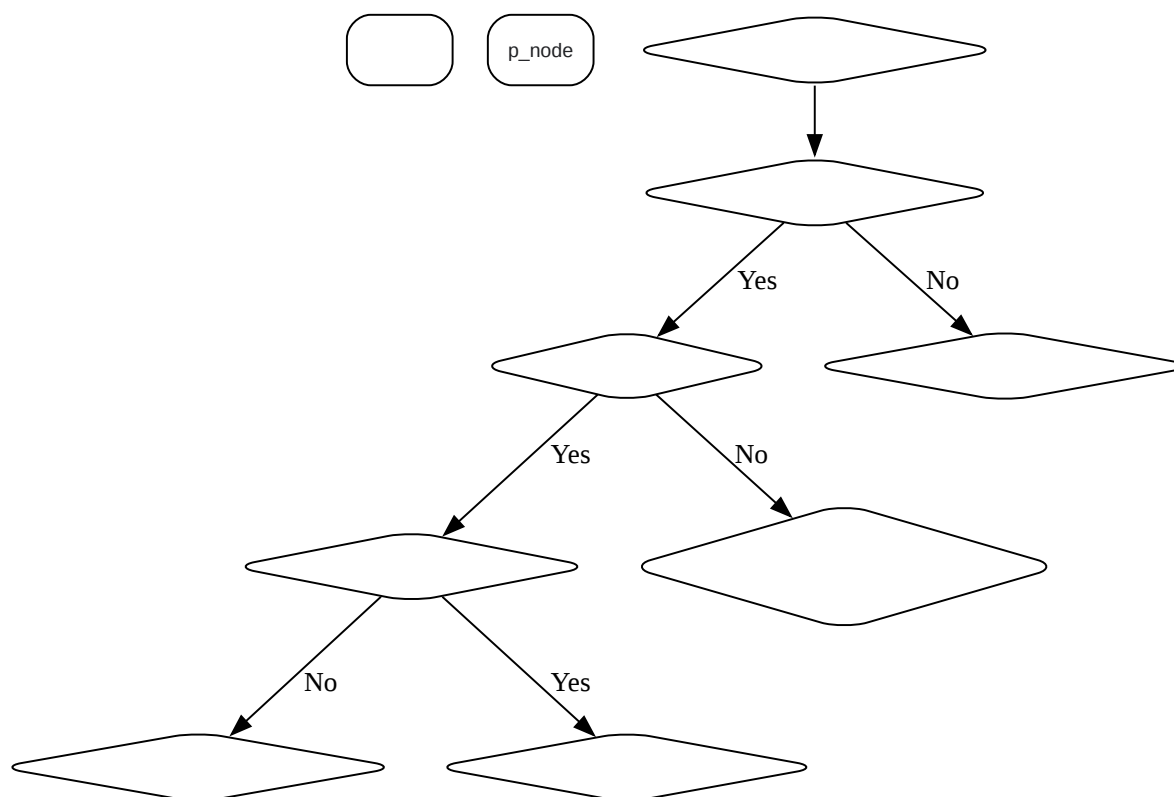 p_node
Yes
No
Yes
No
No
Yes